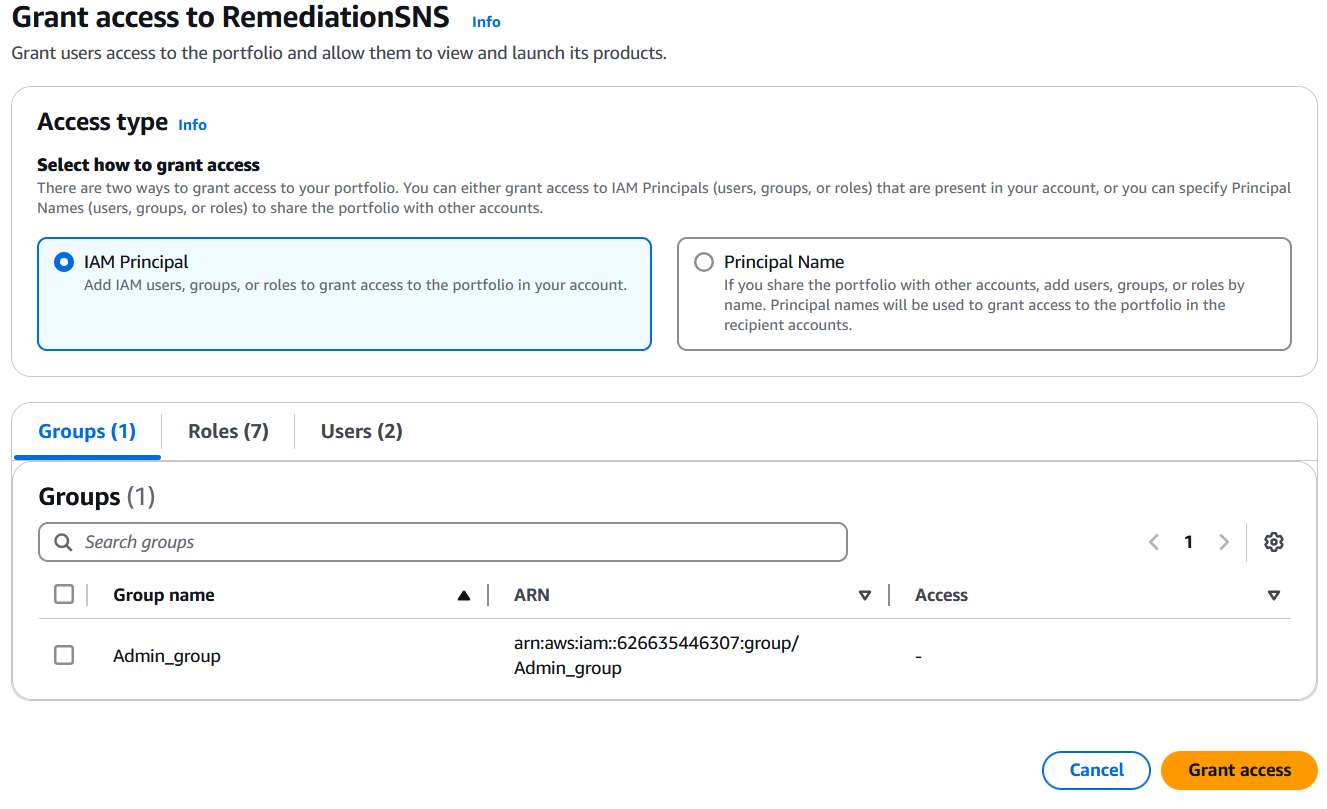 Grant access to RemediationSNS Info
Grant users access to the portfolio and allow them to view and launch its products.
Access type Info
Select how to grant access
There are two ways to grant access to your portfolio. You can either grant access to IAM Principals (users, groups, or roles) that are present in your account, or you can specify Principal
Names (users, groups, or roles) to share the portfolio with other accounts.
IAM Principal
Add IAM users, groups, or roles to grant access to the portfolio in your account.
Principal Name
If you share the portfolio with other accounts, add users, groups, or roles by
name. Principal names will be used to grant access to the portfolio in the
recipient accounts.
Groups (1) Roles (7) Users (2)
Groups (1)
Search groups
1
Group name ARN Access
Admin_group
arn:aws:iam::626635446307:group/
Admin_group
-
Cancel Grant access